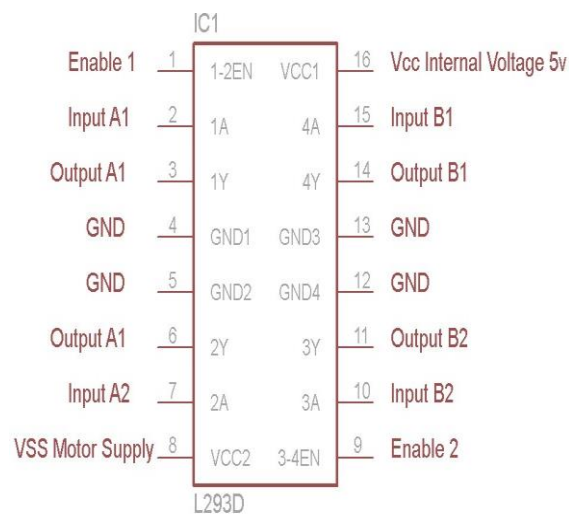 IC1
Enable 1 1 1-2EN VCC1 16 Vcc Internal Voltage 5v
Input A1 2 1A 4A 15 Input B1
Output A1 3 1Y 4Y 14 Output B1
GND 4 GND1 GND3 13 GND
GND 5 GND2 GND4 12 GND
Output A1 6 2Y 3Y 11 Output B2
Input A2 7 2A 3A 10 Input B2
VSS Motor Supply 8 VCC2 3-4EN 9 Enable 2
L293D